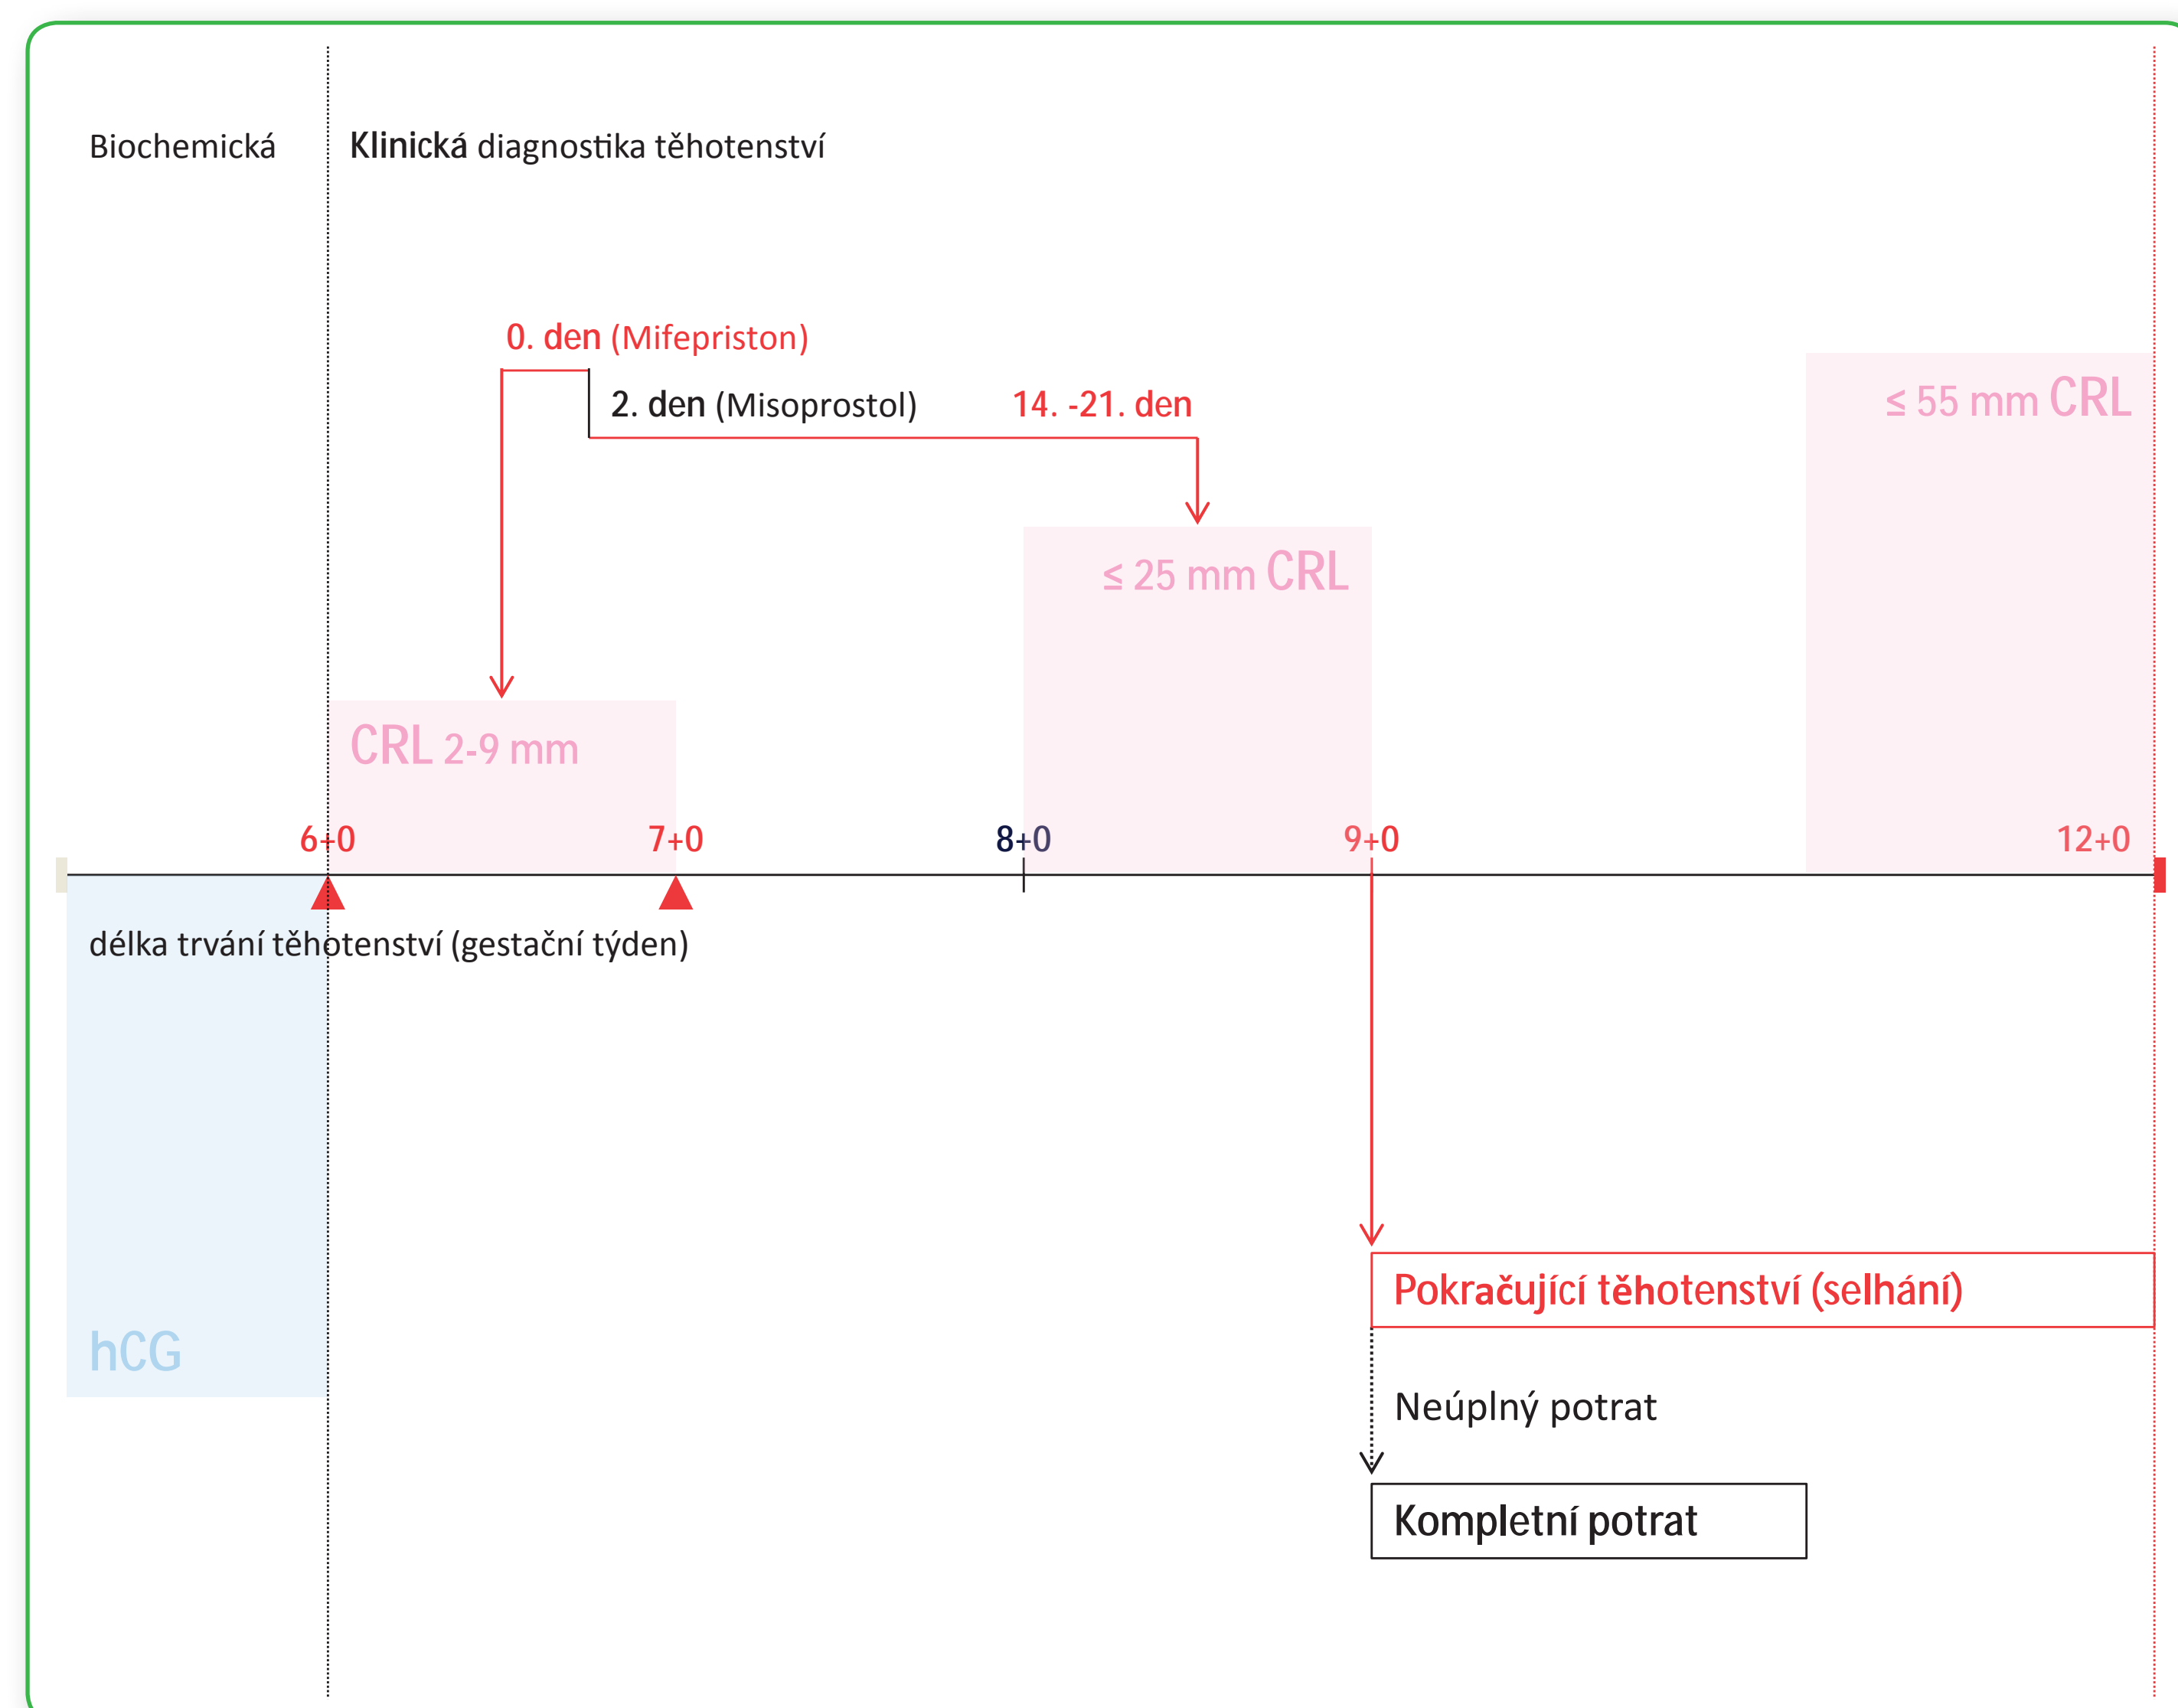 Biochemická
Klinická diagnostika těhotenství
0. den (Mifepriston)
2. den (Misoprostol)
14. -21. den
≤ 55 mm CRL
≤ 25 mm CRL
CRL 2-9 mm
6+0
7+0
8+0
9+0
12+0
délka trvání těhotenství (gestační týden)
Pokračující těhotenství (selhání)
hCG
Neúplný potrat
Kompletní potrat